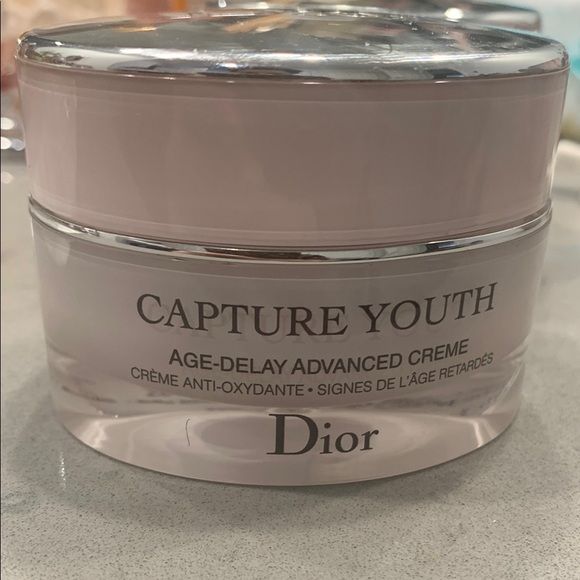 CAPTURE YOUTH
AGE-DELAY ADVANCED CREME
CRÈME ANTI-OXYDANTE • SIGNES DE L'ÂGE RETARDÉS
Dior